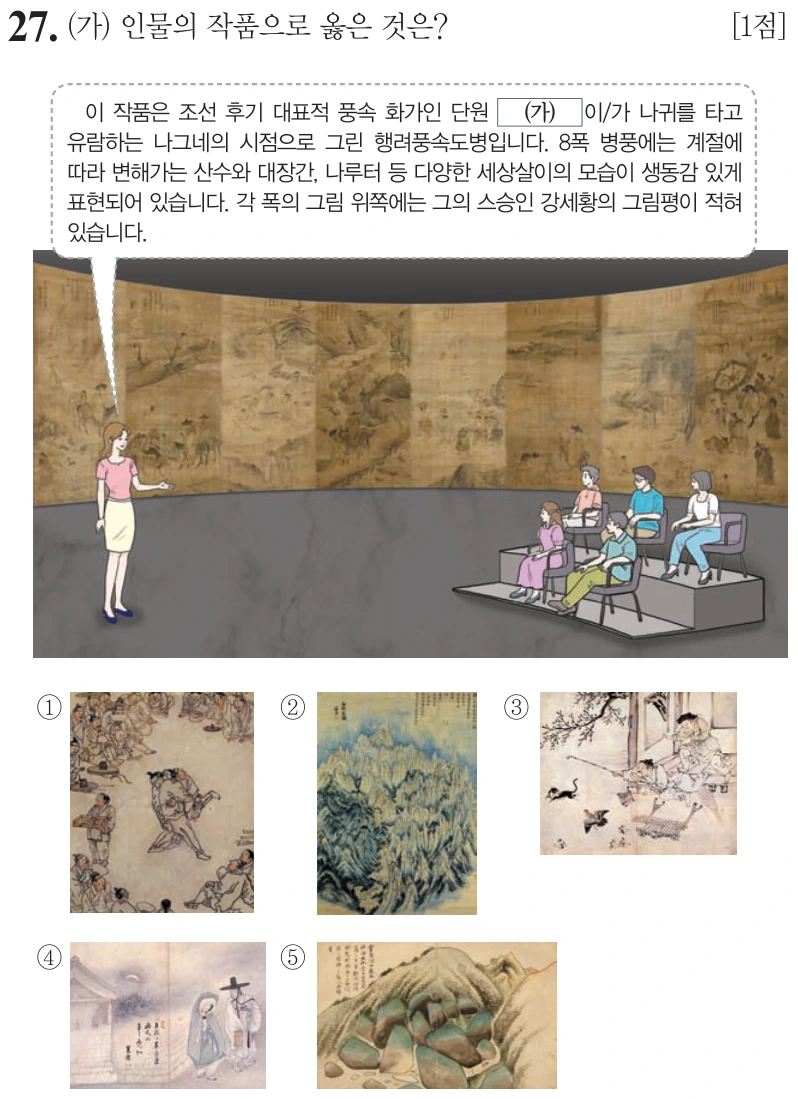 27. (가) 인물의 작품으로 옳은 것은? [1점]
이 작품은 조선 후기 대표적 풍속 화가인 단원 (가) 이/가 나귀를 타고
유람하는 나그네의 시점으로 그린 행려풍속도병입니다. 8폭 병풍에는 계절에
따라 변해가는 산수와 대장간, 나루터 등 다양한 세상살이의 모습이 생동감 있게
표현되어 있습니다. 각 폭의 그림 위쪽에는 그의 스승인 강세황의 그림평이 적혀
있습니다.
① ② ③
④ ⑤